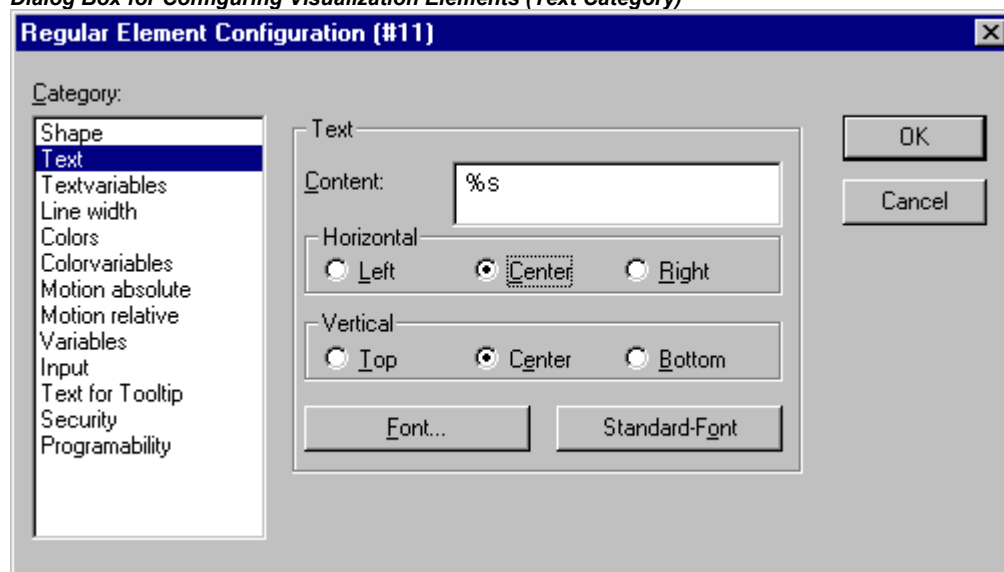 Dialog Box for Configuring Visualization Elements (Text Category)
Regular Element Configuration (#11)
Category:
Shape
Text
Textvariables
Line width
Colors
Colorvariables
Motion absolute
Motion relative
Variables
Input
Text for Tooltip
Security
Programability
Text
Content: %s
Horizontal
Left Center Right
Vertical
Top Center Bottom
Font... Standard-Font
OK
Cancel